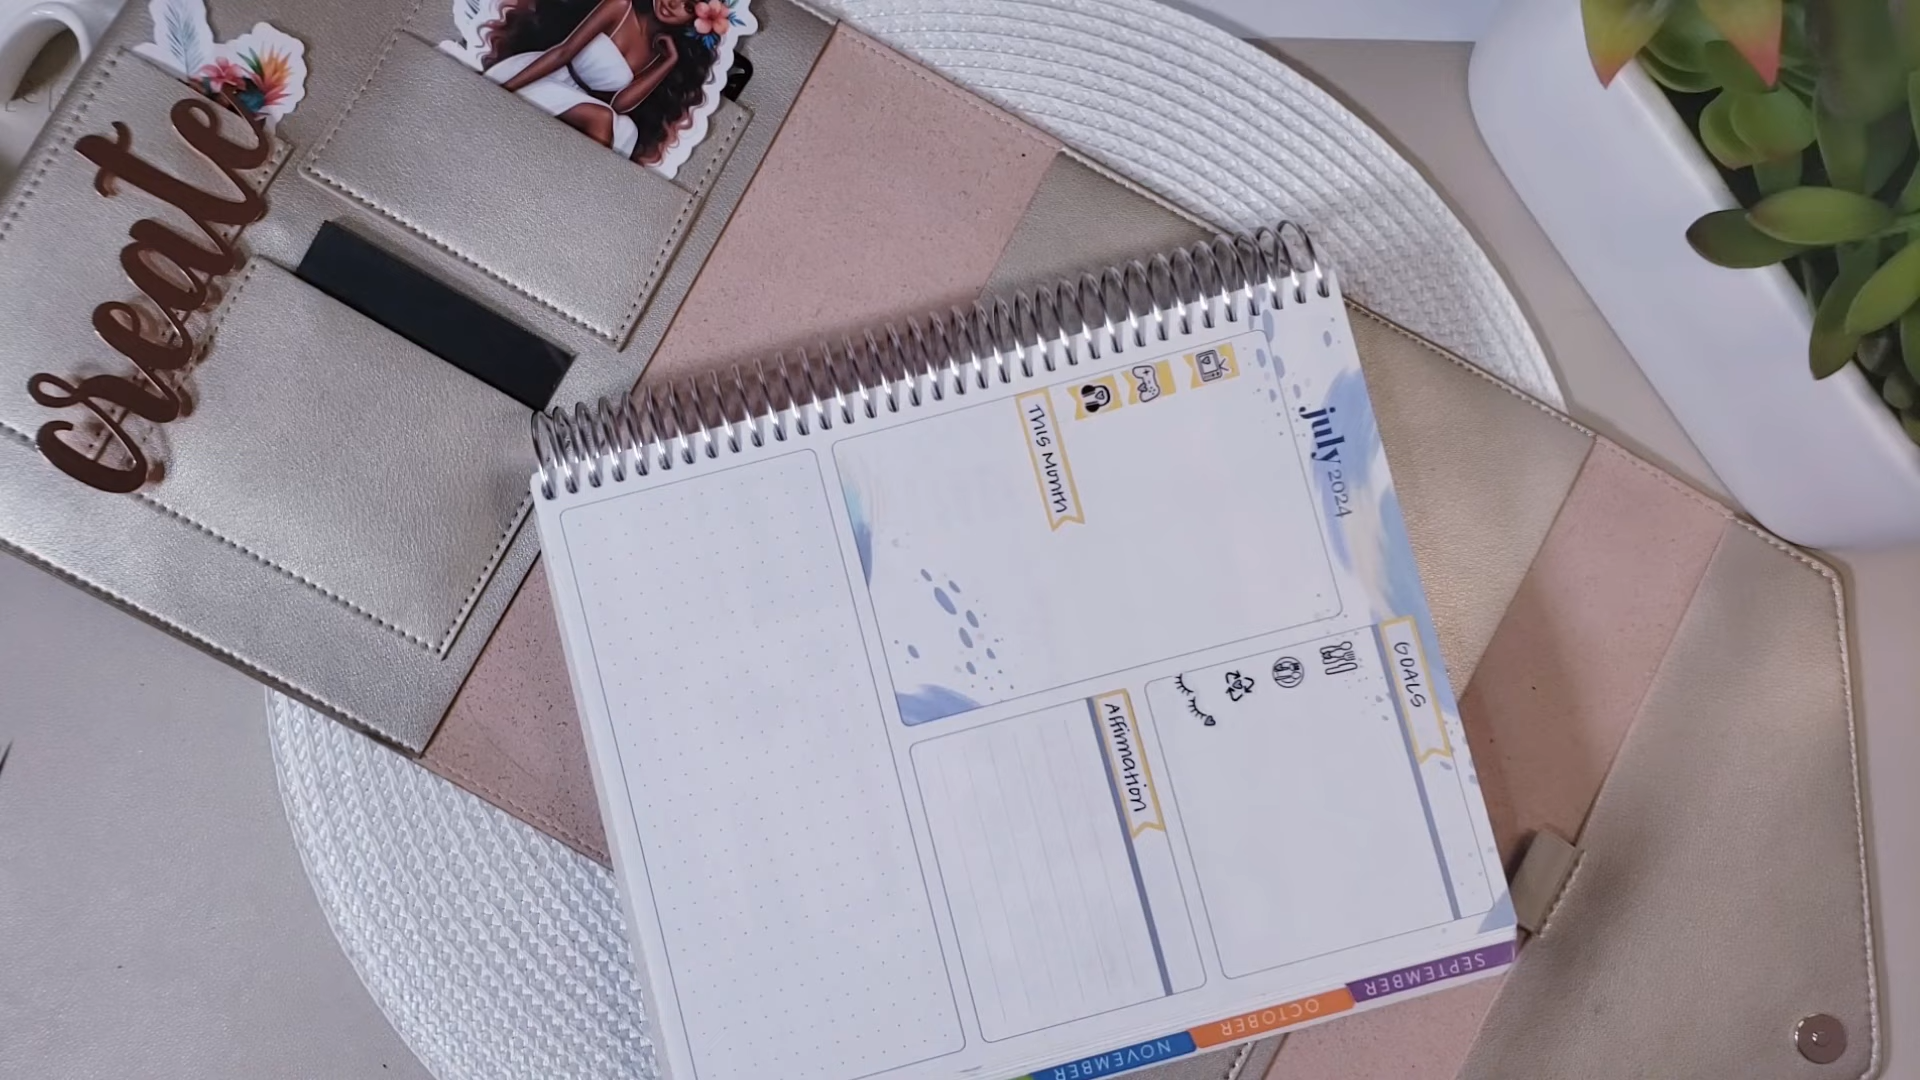 create
july 2024
THIS MONTH
GOALS
Affirmation
SEPTEMBER
OCTOBER
NOVEMBER